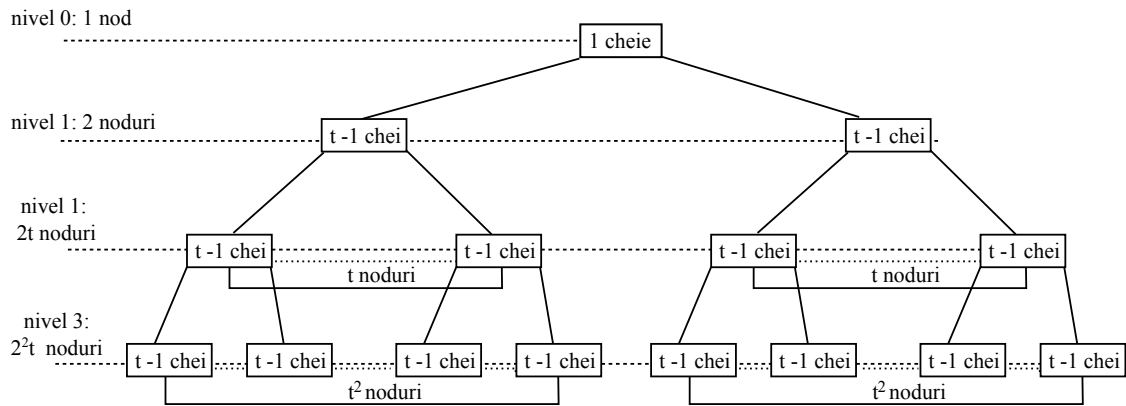 nivel 0: 1 nod
1 cheie
nivel 1: 2 noduri
t -1 chei
t -1 chei
nivel 1:
2t noduri
t -1 chei
t -1 chei
t -1 chei
t -1 chei
t noduri
t noduri
nivel 3:
2²t noduri
t -1 chei
t -1 chei
t -1 chei
t -1 chei
t -1 chei
t -1 chei
t -1 chei
t -1 chei
t² noduri
t² noduri